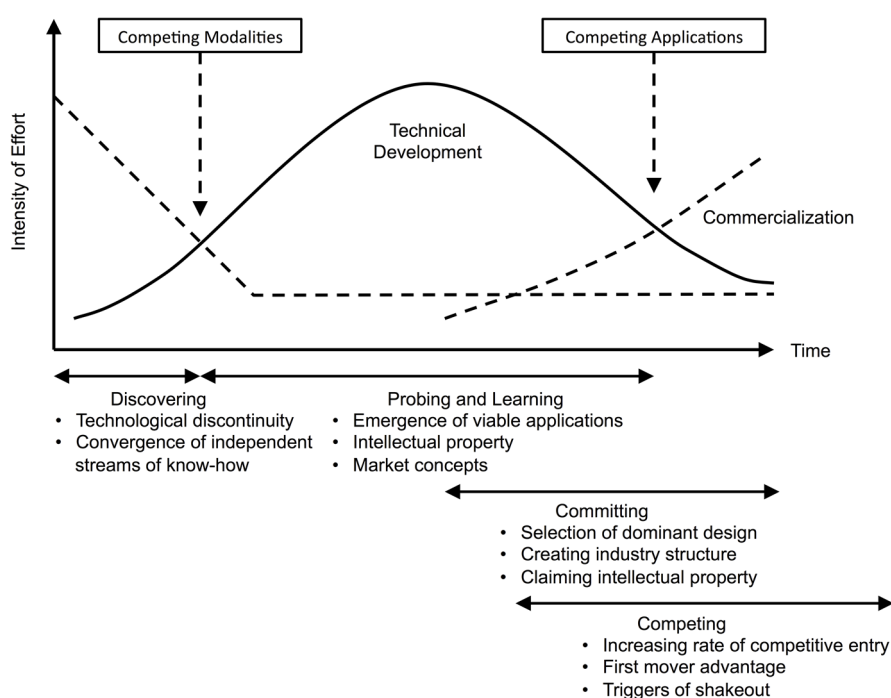 Competing Modalities
Competing Applications
Intensity of Effort
Technical
Development
Commercialization
Time
Discovering
• Technological discontinuity
• Convergence of independent
streams of know-how
Probing and Learning
• Emergence of viable applications
• Intellectual property
• Market concepts
Committing
• Selection of dominant design
• Creating industry structure
• Claiming intellectual property
Competing
• Increasing rate of competitive entry
• First mover advantage
• Triggers of shakeout